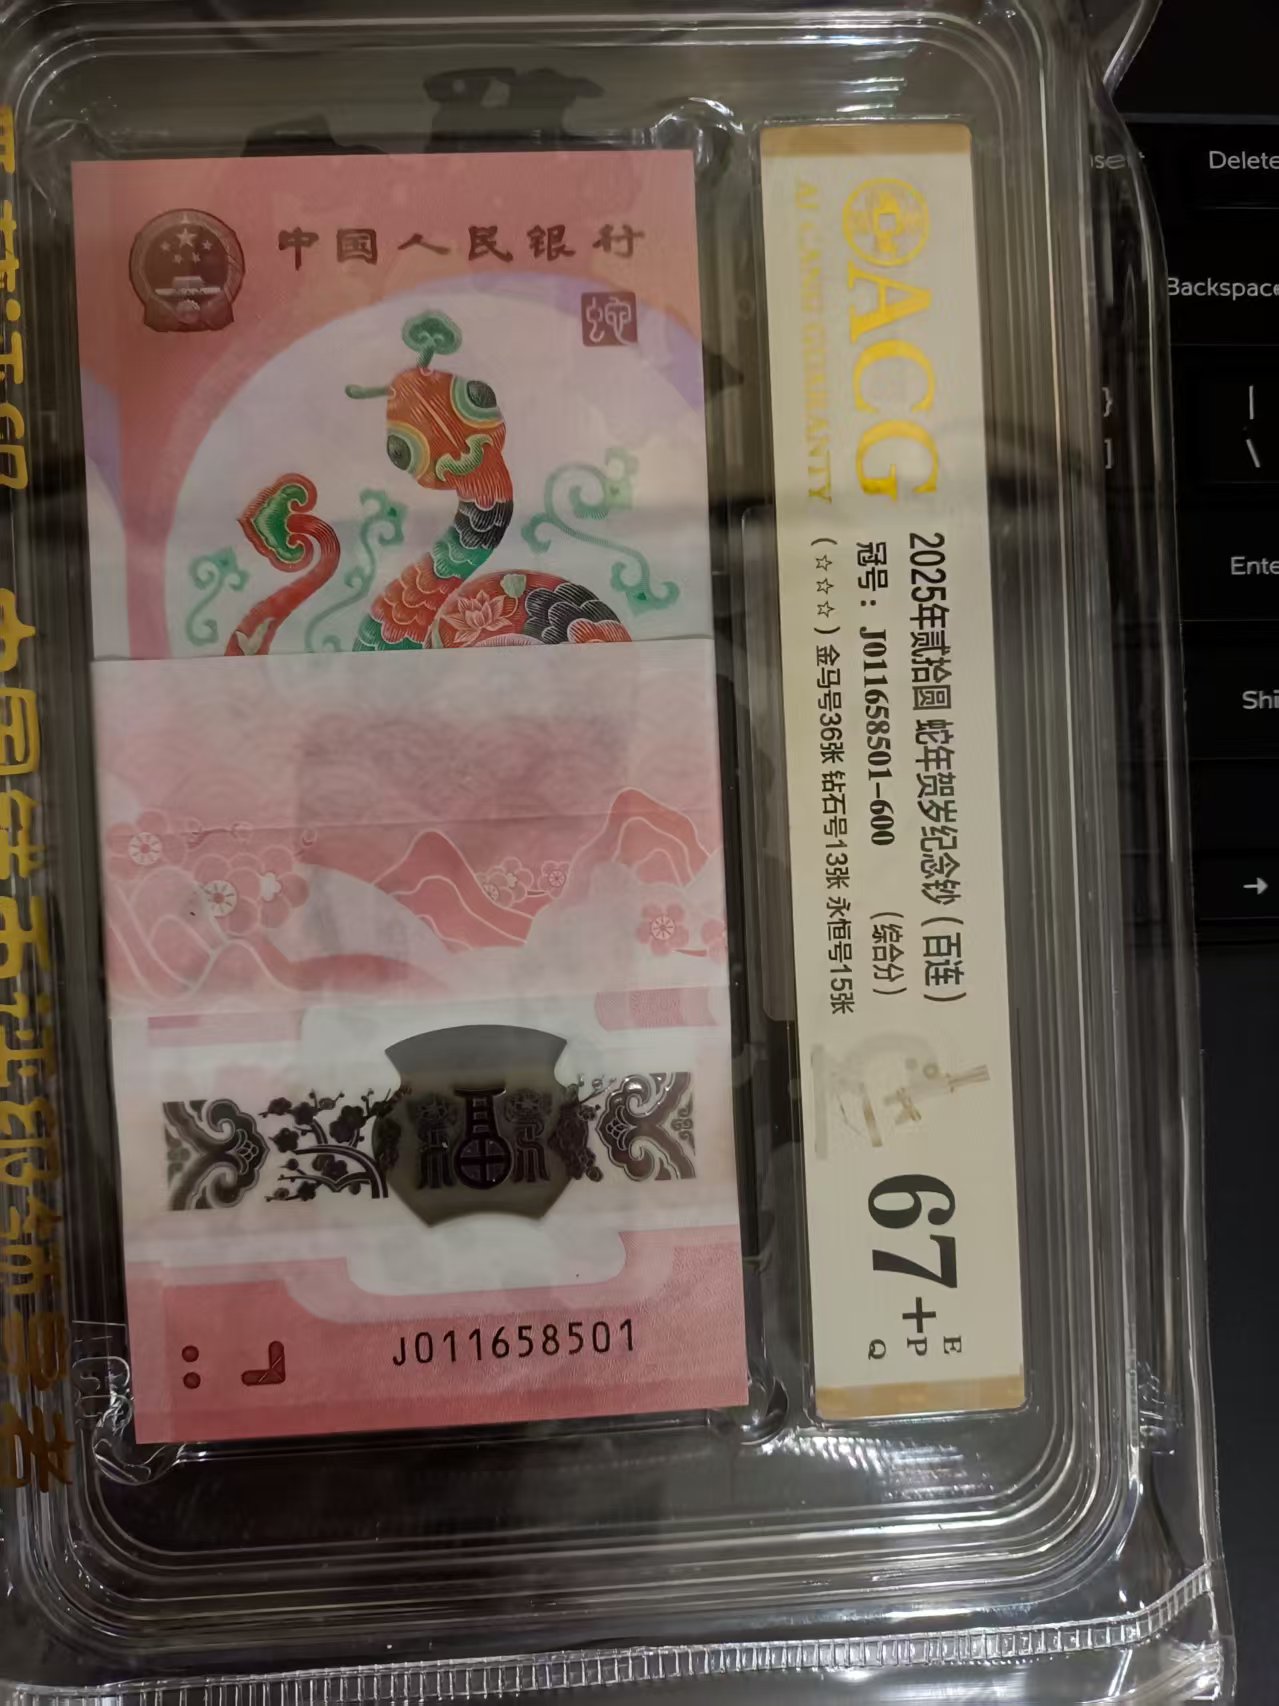 中国人民银行
蛇
J011658501
ACG
AI CANG GUARANTY
2025年贰拾圆 蛇年贺岁纪念钞（百连）
冠号：J011658501-600 （综合分）
（☆☆☆）金马号36张 钻石号13张 永恒号15张
67+
E
P
Q
Insert
Delete
Backspace
}
]
|
\
Ente
Shi
→